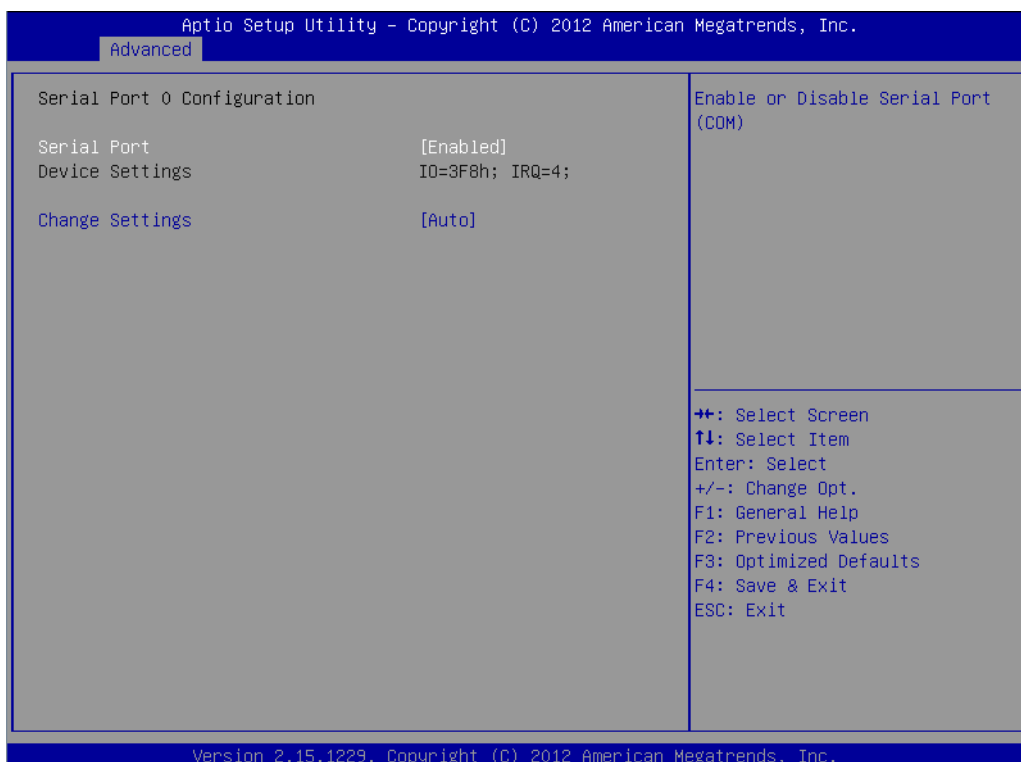 Aptio Setup Utility – Copyright (C) 2012 American Megatrends, Inc.
Advanced
Serial Port 0 Configuration
Serial Port [Enabled]
Device Settings IO=3F8h; IRQ=4;
Change Settings [Auto]
Enable or Disable Serial Port
(COM)
→←: Select Screen
↑↓: Select Item
Enter: Select
+/-: Change Opt.
F1: General Help
F2: Previous Values
F3: Optimized Defaults
F4: Save & Exit
ESC: Exit
Version 2.15.1229. Copyright (C) 2012 American Megatrends, Inc.